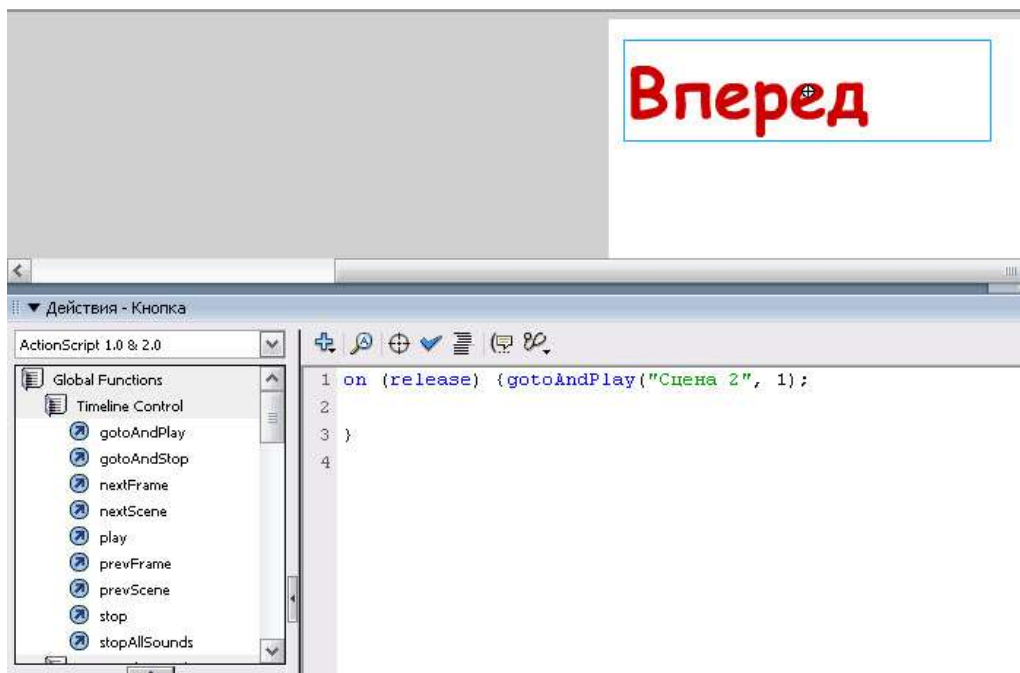 Вперед
Действия - Кнопка
ActionScript 1.0 & 2.0
Global Functions
Timeline Control
gotoAndPlay
gotoAndStop
nextFrame
nextScene
play
prevFrame
prevScene
stop
stopAllSounds
1 on (release) {gotoAndPlay("Сцена 2", 1);
2
3 }
4